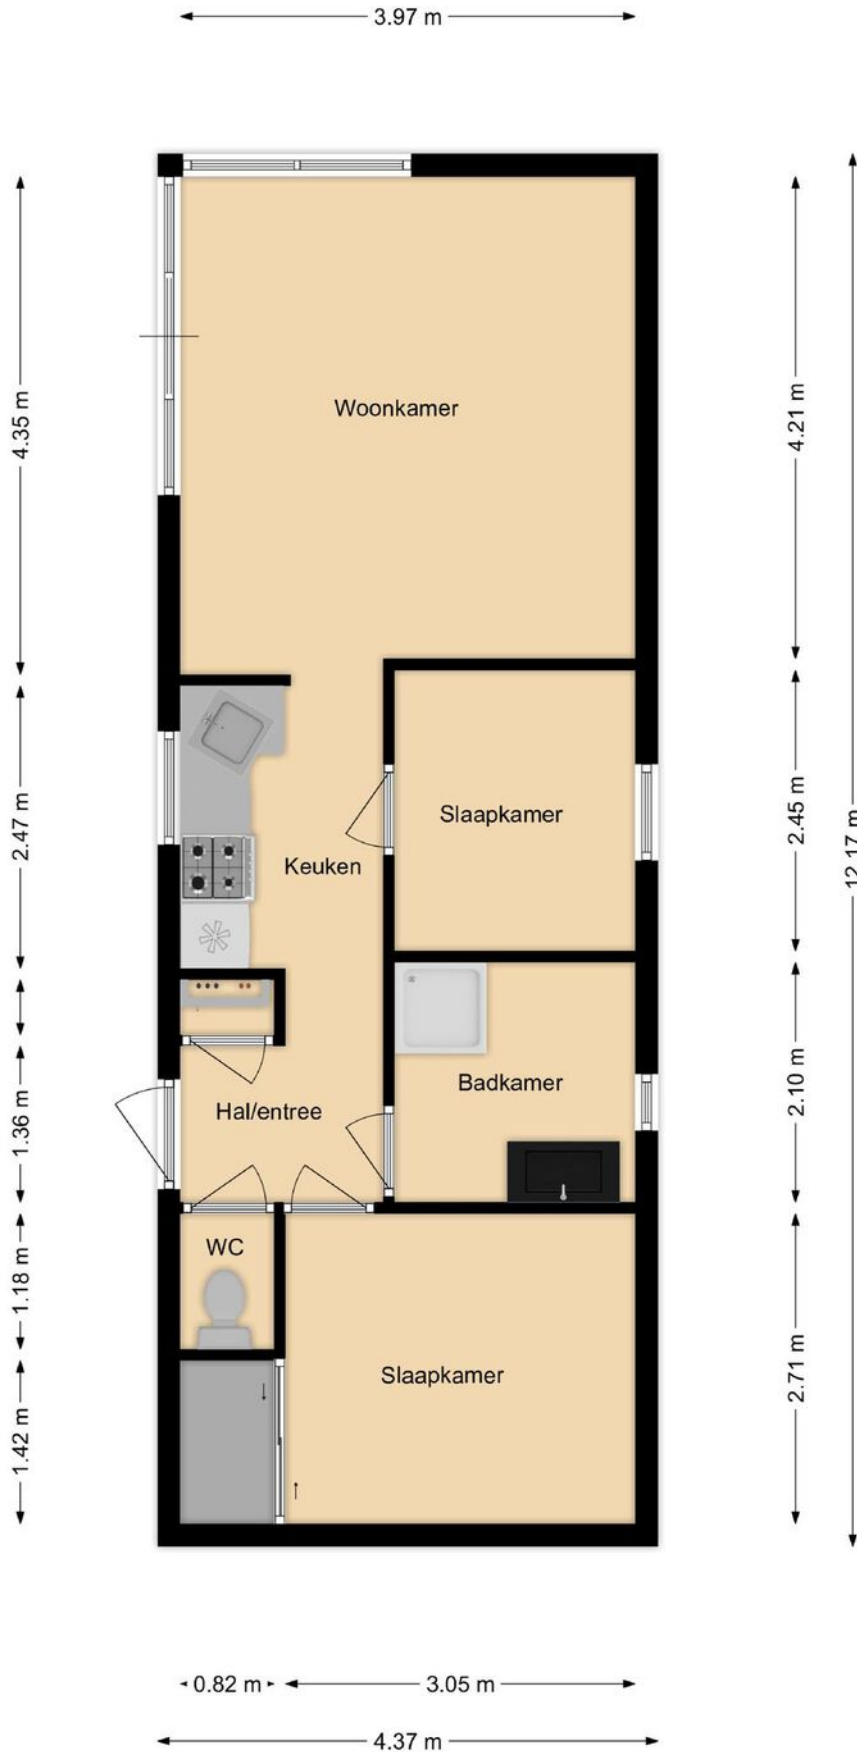 3.97 m
4.35 m
4.21 m
Woonkamer
2.47 m
2.45 m
12.17 m
Slaapkamer
Keuken
1.36 m
2.10 m
Badkamer
Hal/entree
1.18 m
WC
2.71 m
Slaapkamer
1.42 m
0.82 m
3.05 m
4.37 m